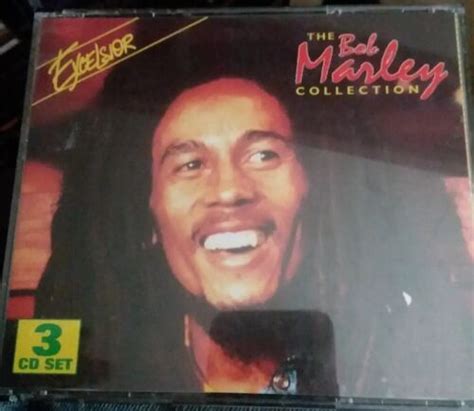 EXCELSIOR
THE Bob
Marley
COLLECTION
3
CD SET